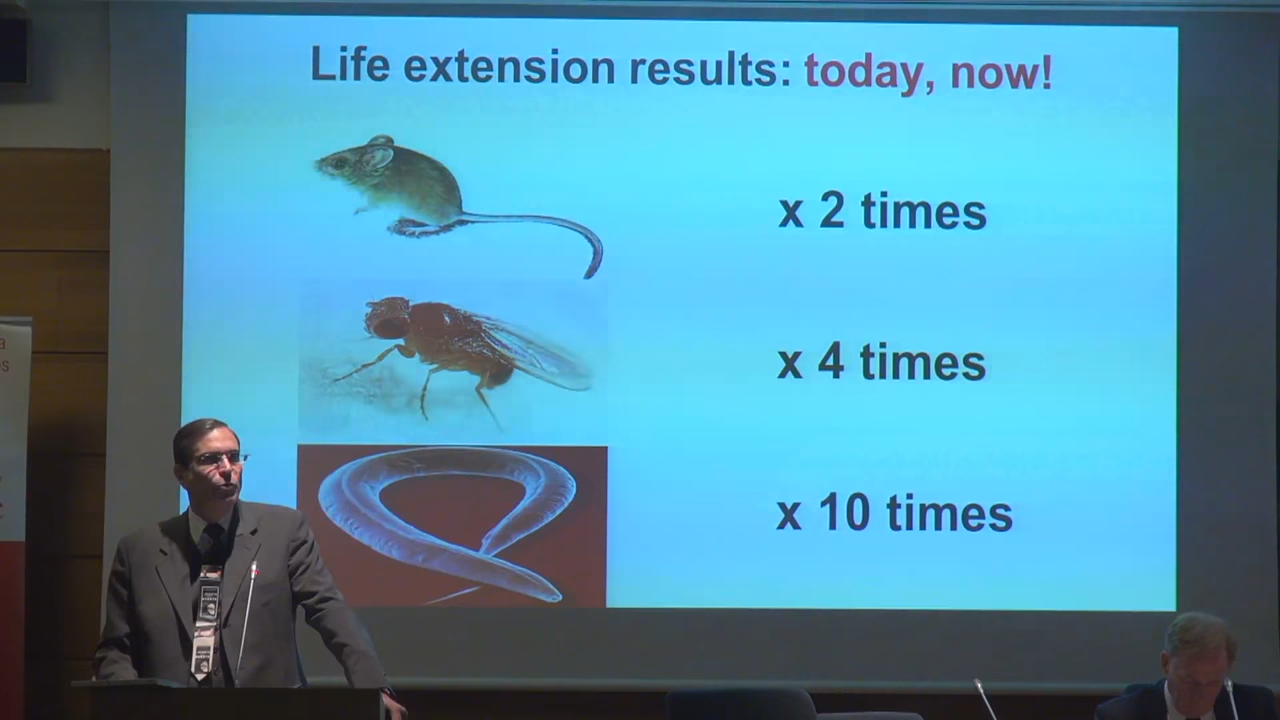 Life extension results: today, now!
x 2 times
x 4 times
x 10 times